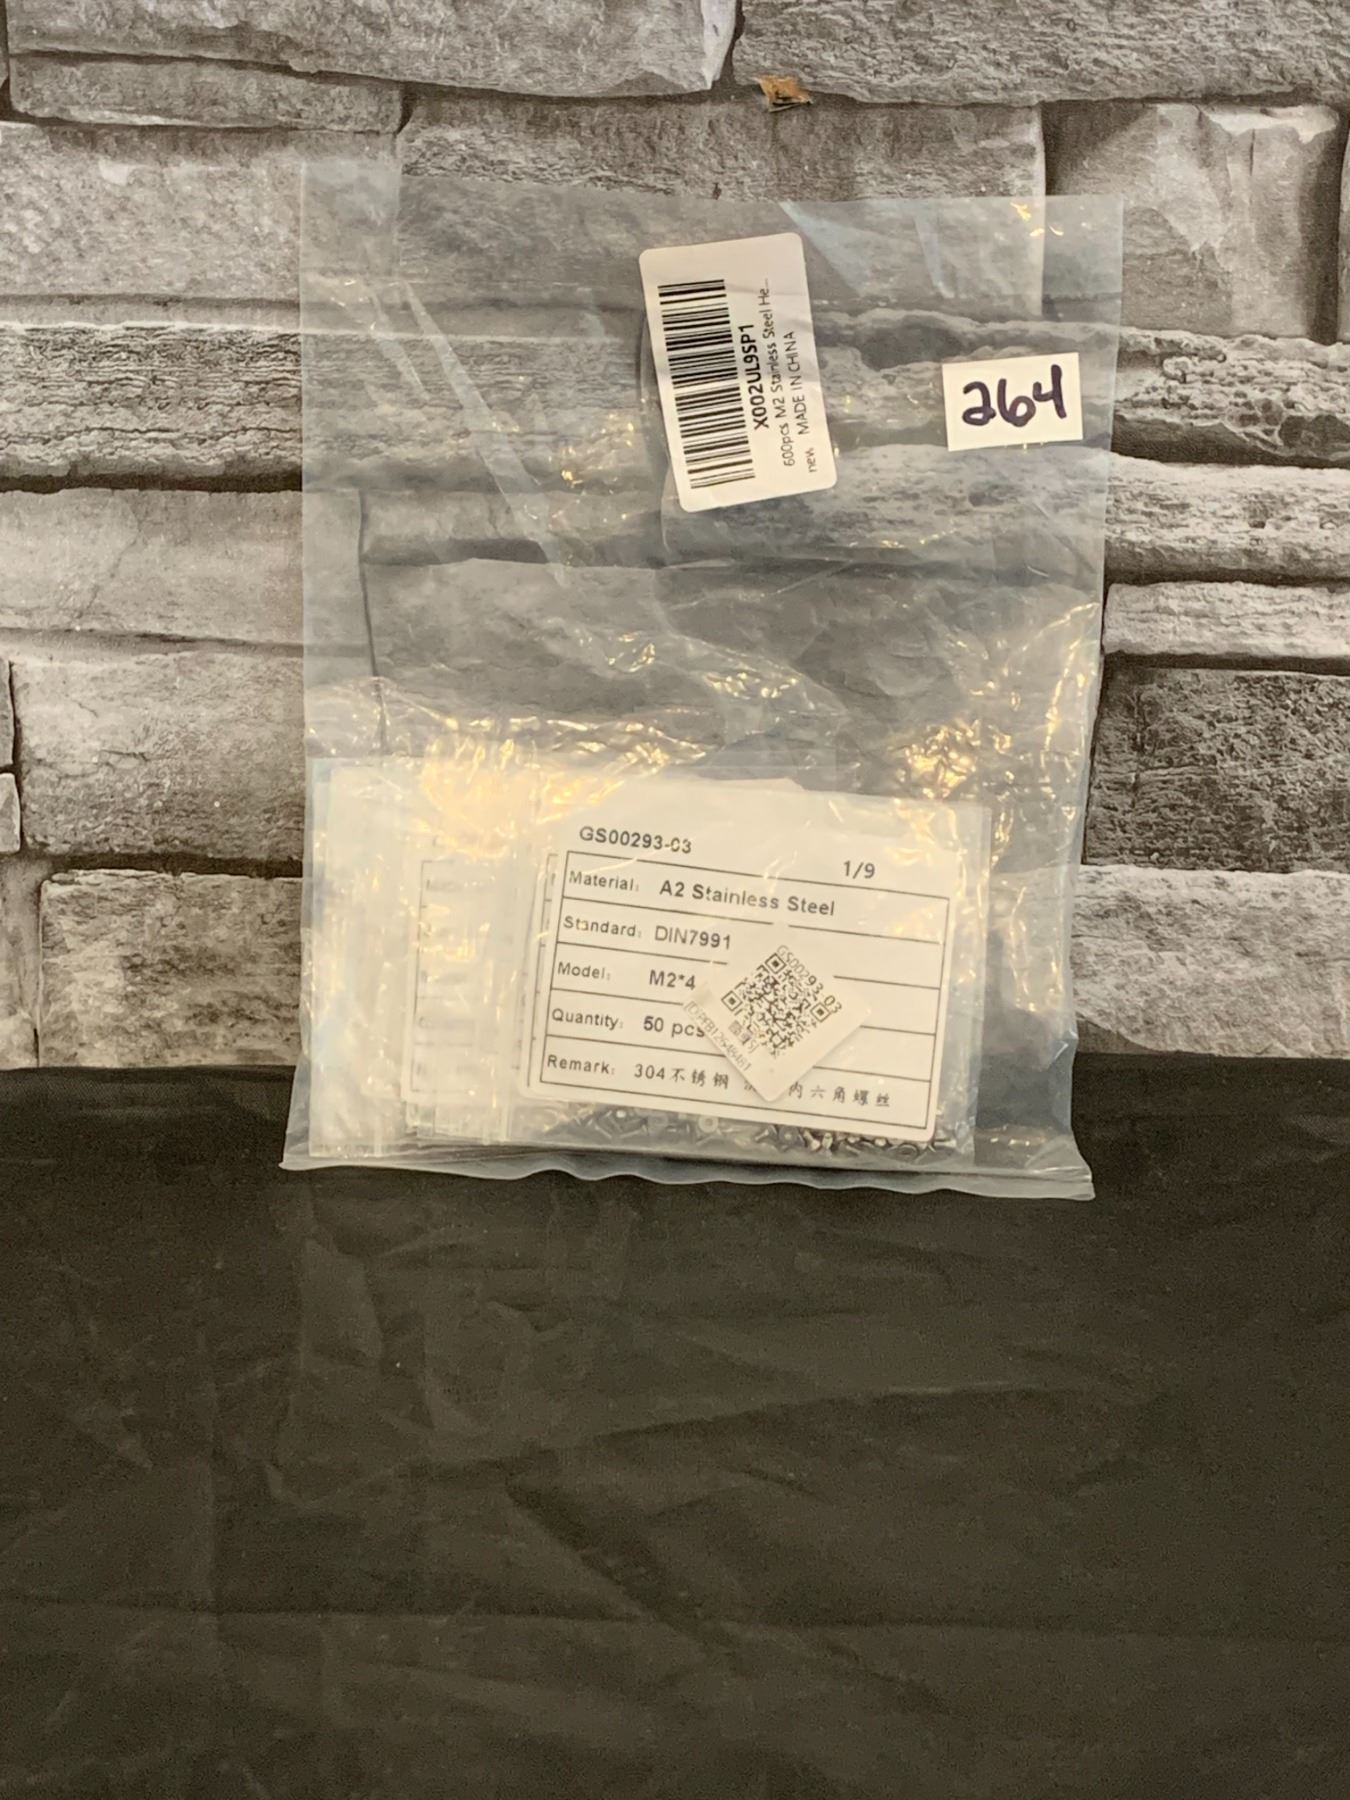 X002UL9SP1
600pcs M2 Stainless Steel He...
new MADE IN CHINA
264
GS00293-03
1/9
Material: A2 Stainless Steel
Standard: DIN7991
Model: M2*4
Quantity: 50 pcs
Remark: 304不锈钢 内六角螺丝
GS00293_03